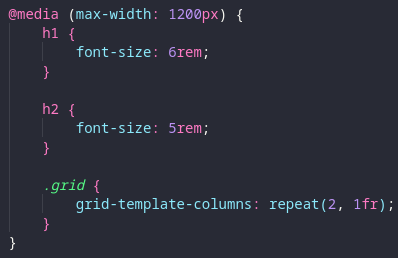 @media (max-width: 1200px) {
    h1 {
        font-size: 6rem;
    }

    h2 {
        font-size: 5rem;
    }

    .grid {
        grid-template-columns: repeat(2, 1fr);
    }
}